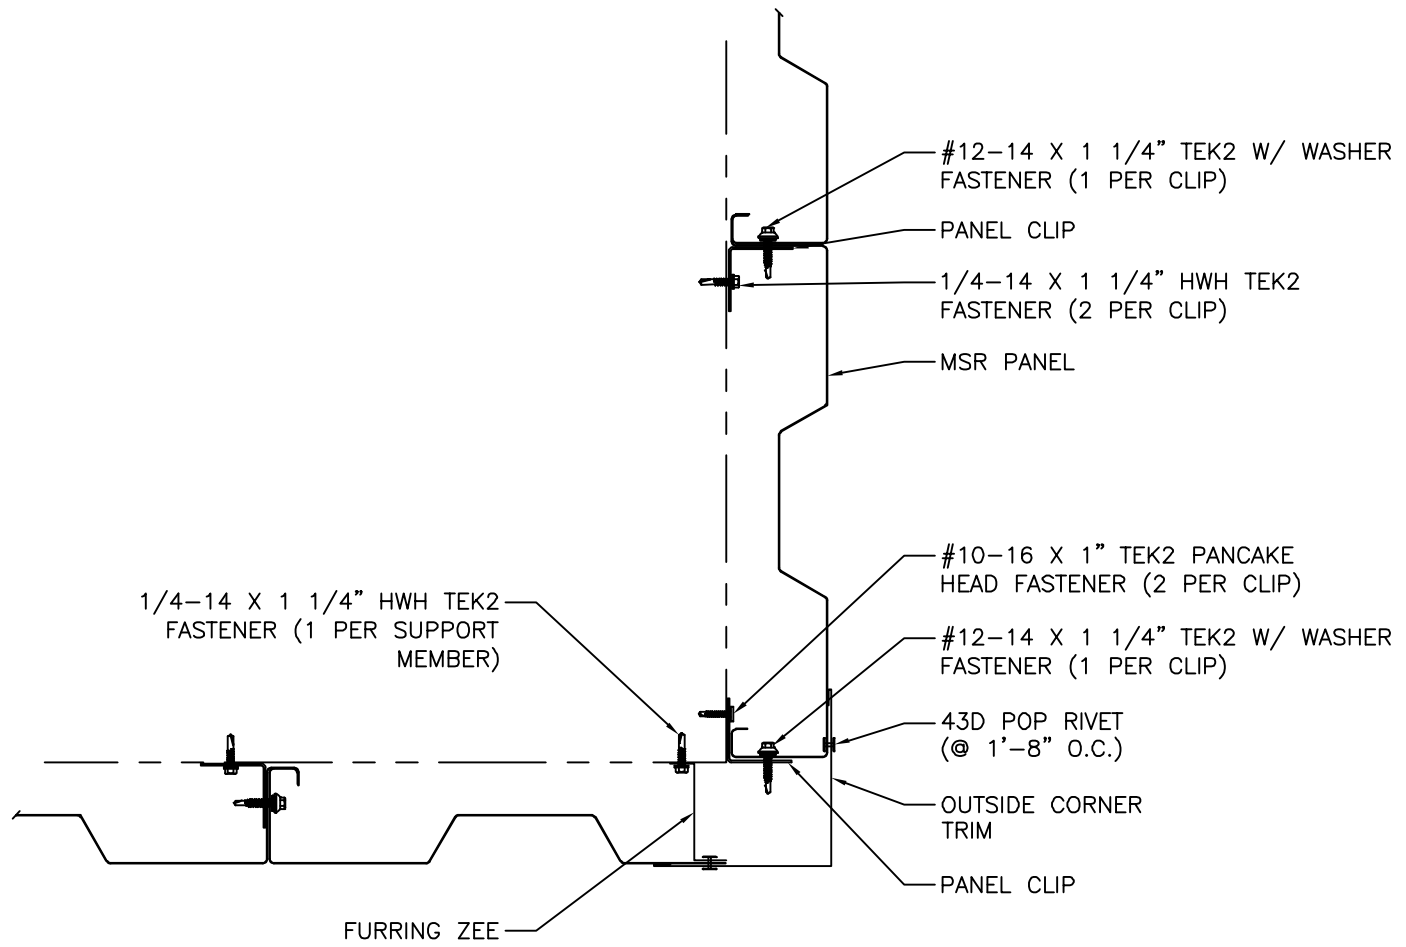 #12-14 X 1 1/4" TEK2 W/ WASHER
FASTENER (1 PER CLIP)
PANEL CLIP
1/4-14 X 1 1/4" HWH TEK2
FASTENER (2 PER CLIP)
MSR PANEL
#10-16 X 1" TEK2 PANCAKE
HEAD FASTENER (2 PER CLIP)
1/4-14 X 1 1/4" HWH TEK2
FASTENER (1 PER SUPPORT
MEMBER)
#12-14 X 1 1/4" TEK2 W/ WASHER
FASTENER (1 PER CLIP)
43D POP RIVET
(@ 1'-8" O.C.)
OUTSIDE CORNER
TRIM
PANEL CLIP
FURRING ZEE